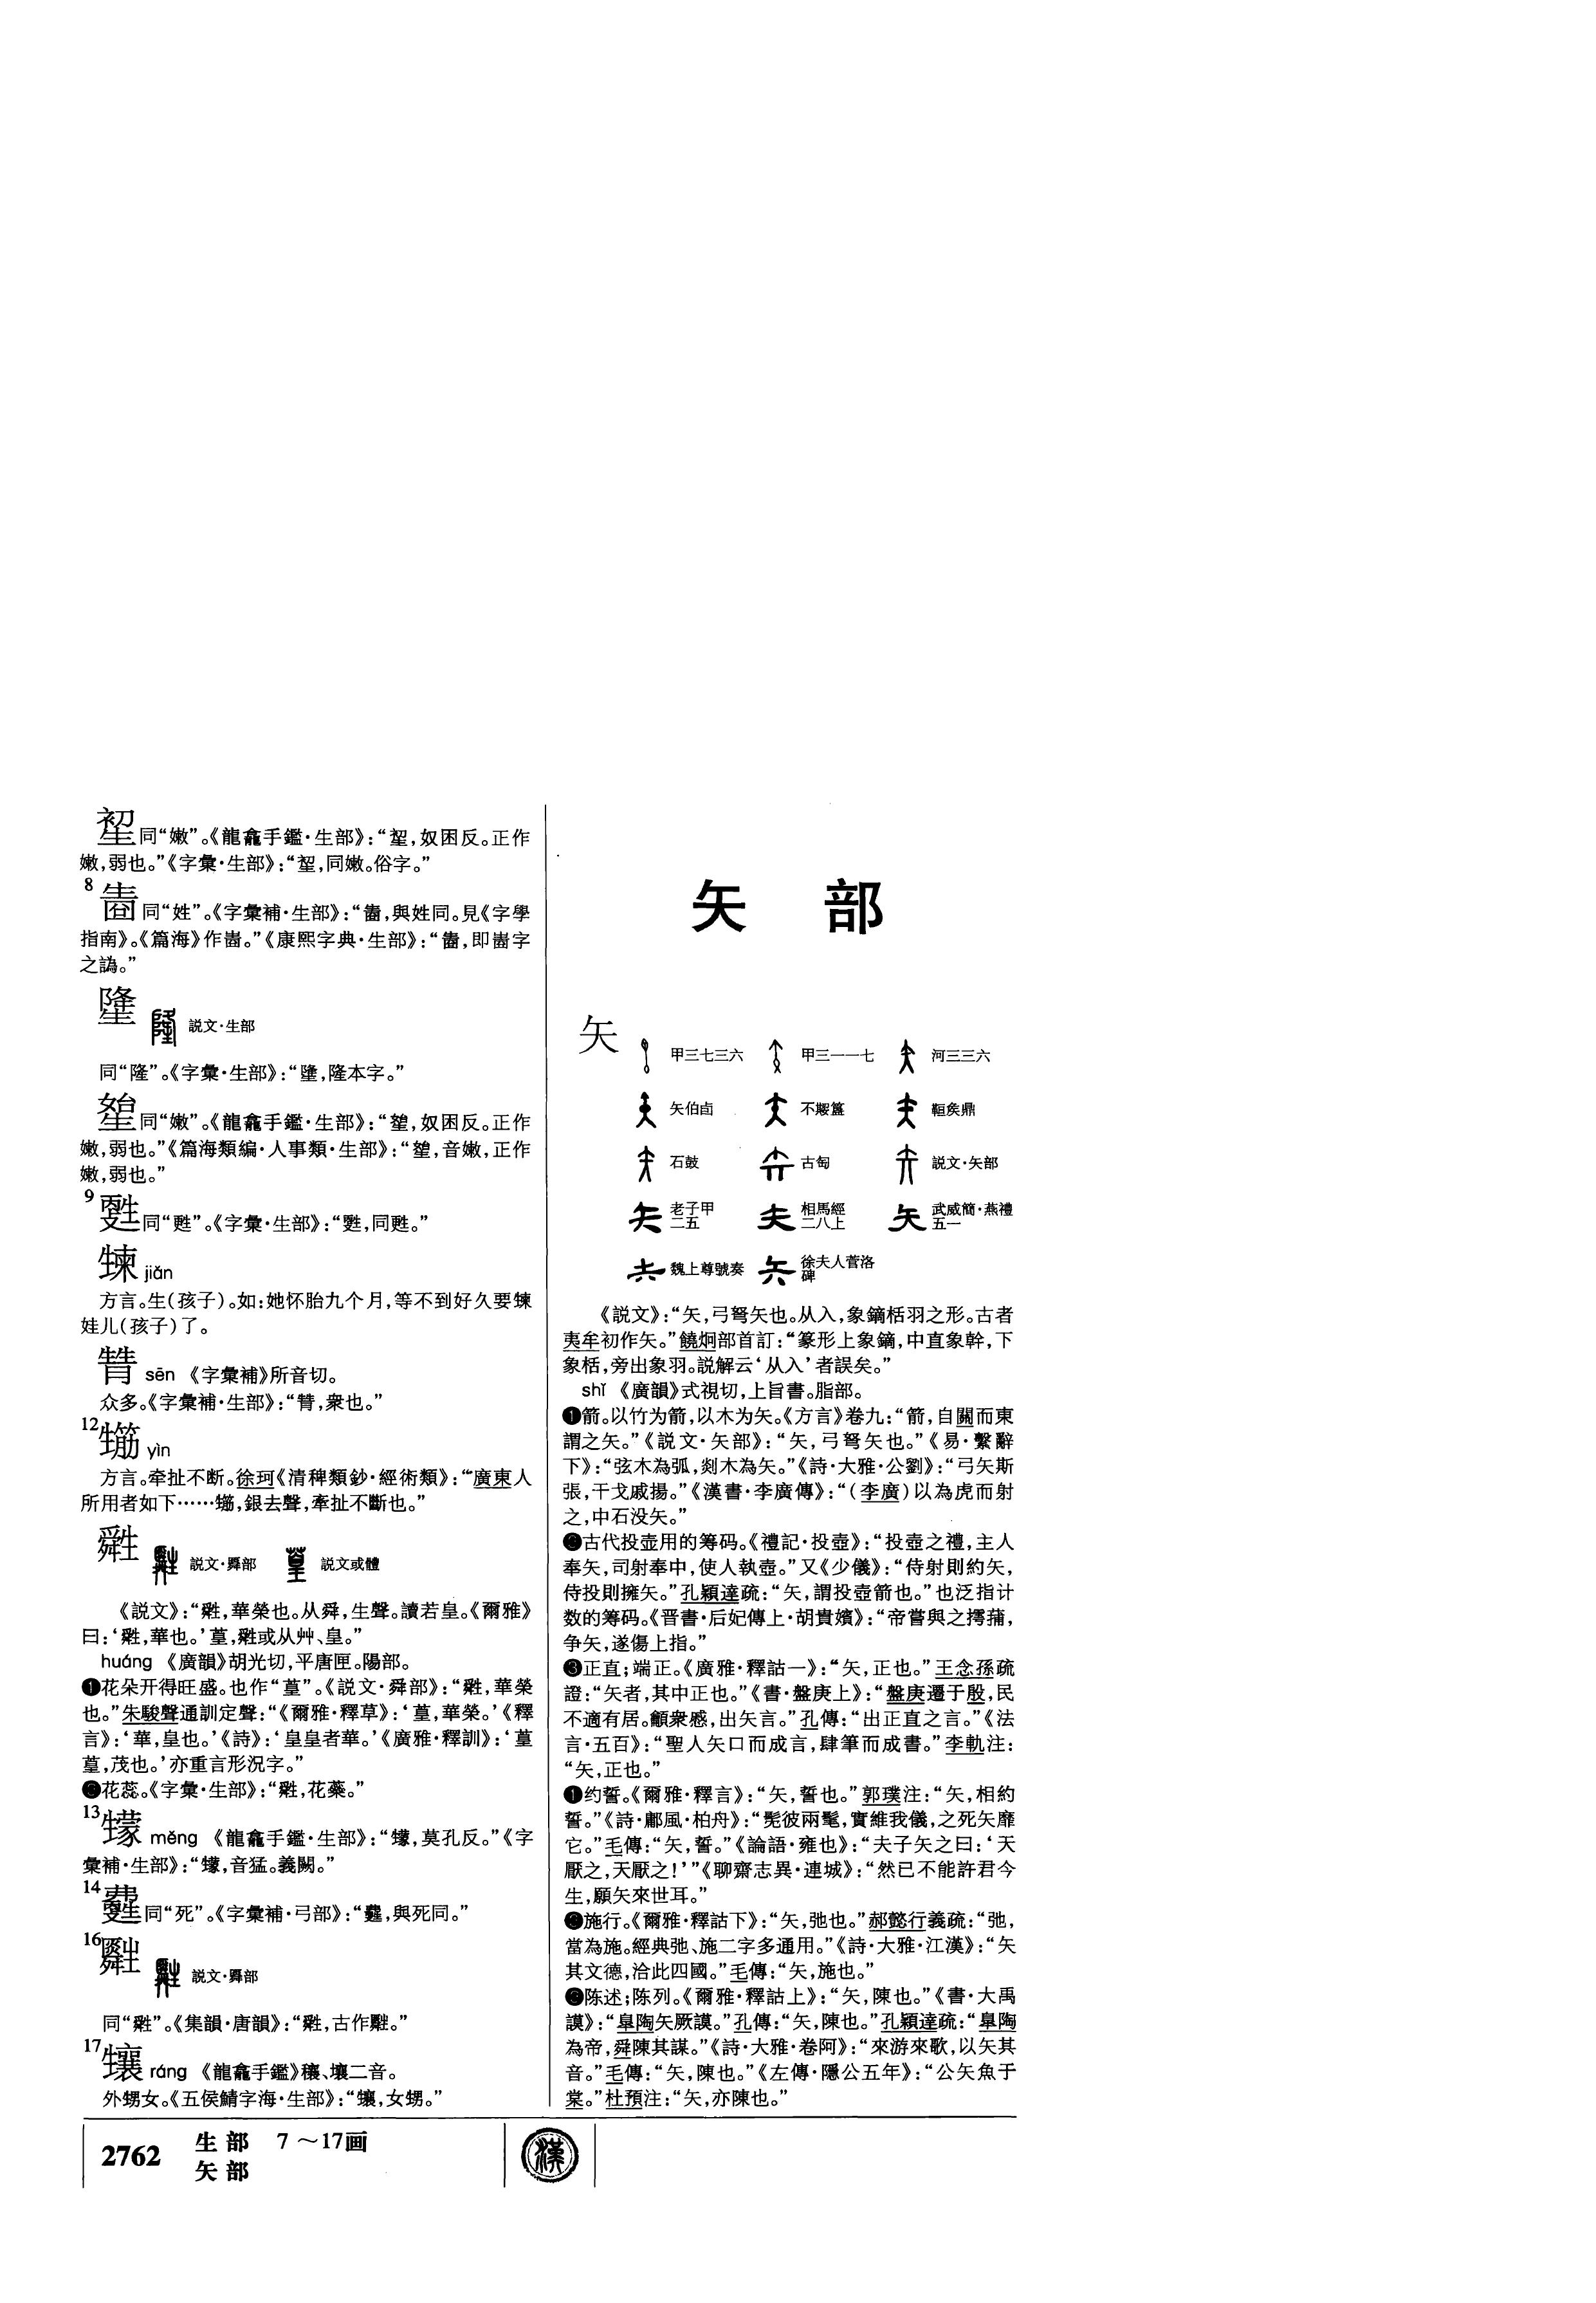 同“嫩”。《龍龕手鑑·生部》：“，奴困反。正作
嫩，弱也。”《字彙·生部》：“，同嫩。俗字。”
8
同“姓”。《字彙補·生部》：“，與姓同。見《字學
指南》。《篇海》作。”《康熙字典·生部》：“，即字
之譌。”
説文·生部
同“隆”。《字彙·生部》：“，隆本字。”
同“嫩”。《龍龕手鑑·生部》：“，奴困反。正作
嫩，弱也。”《篇海類編·人事類·生部》：“，音嫩，正作
嫩，弱也。”
9
同“甦”。《字彙·生部》：“，同甦。”
jiǎn
方言。生（孩子）。如：她怀胎九个月，等不到好久要
娃儿（孩子）了。
sēn 《字彙補》所音切。
众多。《字彙補·生部》：“，衆也。”
12
yìn
方言。牵扯不断。徐珂《清稗類鈔·經術類》：“廣東人
所用者如下……，銀去聲，牽扯不斷也。”
説文·部 説文或體
《説文》：“，華榮也。从舜，生聲。讀若皇。《爾雅》
曰：‘，華也。’葟，或从艸、皇。”
huáng 《廣韻》胡光切，平唐匣。陽部。
❶花朵开得旺盛。也作“葟”。《説文·舜部》：“，華榮
也。”朱駿聲通訓定聲：“《爾雅·釋草》：‘葟，華榮。’《釋
言》：‘華，皇也。’《詩》：‘皇皇者華。’《廣雅·釋訓》：‘葟
葟，茂也。’亦重言形況字。”
❷花蕊。《字彙·生部》：“，花蘂。”
13
měng 《龍龕手鑑·生部》：“，莫孔反。”《字
彙補·生部》：“，音猛。義闕。”
14
同“死”。《字彙補·弓部》：“，與死同。”
16
説文·部
同“”。《集韻·唐韻》：“，古作。”
17
ráng 《龍龕手鑑》穰、壤二音。
外甥女。《五侯鯖字海·生部》：“，女甥。”
矢 部
矢 甲三七三六 甲三一一七 河三三六
矢伯卣 不簋 鼎
石鼓 古匋 説文·矢部
老子甲二五 相馬經二八上 武威簡·燕禮五一
魏上尊號奏 徐夫人菅洛碑
《説文》：“矢，弓弩矢也。从入，象鏑栝羽之形。古者
夷牟初作矢。”饒炯部首訂：“篆形上象鏑，中直象幹，下
象栝，旁出象羽。説解云‘从入’者誤矣。”
shǐ 《廣韻》式視切，上旨書。脂部。
❶箭。以竹为箭，以木为矢。《方言》卷九：“箭，自關而東
謂之矢。”《説文·矢部》：“矢，弓弩矢也。”《易·繫辭
下》：“弦木為弧，剡木為矢。”《詩·大雅·公劉》：“弓矢斯
張，干戈戚揚。”《漢書·李廣傳》：“（李廣）以為虎而射
之，中石没矢。”
❷古代投壶用的筹码。《禮記·投壺》：“投壺之禮，主人
奉矢，司射奉中，使人執壺。”又《少儀》：“侍射則約矢，
侍投則擁矢。”孔穎達疏：“矢，謂投壺箭也。”也泛指计
数的筹码。《晋書·后妃傳上·胡貴嬪》：“帝嘗與之摴蒱，
争矢，遂傷上指。”
❸正直；端正。《廣雅·釋詁一》：“矢，正也。”王念孫疏
證：“矢者，其中正也。”《書·盤庚上》：“盤庚遷于殷，民
不適有居。顧衆慼，出矢言。”孔傳：“出正直之言。”《法
言·五百》：“聖人矢口而成言，肆筆而成書。”李軌注：
“矢，正也。”
❹约誓。《爾雅·釋言》：“矢，誓也。”郭璞注：“矢，相約
誓。”《詩·鄘風·柏舟》：“髧彼兩髦，實維我儀，之死矢靡
它。”毛傳：“矢，誓。”《論語·雍也》：“夫子矢之曰：‘天
厭之，天厭之！’”《聊齋志異·連城》：“然已不能許君今
生，願矢來世耳。”
❺施行。《爾雅·釋詁下》：“矢，弛也。”郝懿行義疏：“弛，
當為施。經典弛、施二字多通用。”《詩·大雅·江漢》：“矢
其文德，洽此四國。”毛傳：“矢，施也。”
❻陈述；陈列。《爾雅·釋詁上》：“矢，陳也。”《書·大禹
謨》：“皐陶矢厥謨。”孔傳：“矢，陳也。”孔穎達疏：“皐陶
為帝，舜陳其謀。”《詩·大雅·卷阿》：“來游來歌，以矢其
音。”毛傳：“矢，陳也。”《左傳·隱公五年》：“公矢魚于
棠。”杜預注：“矢，亦陳也。”
2762 生部 7～17画
矢部
漢